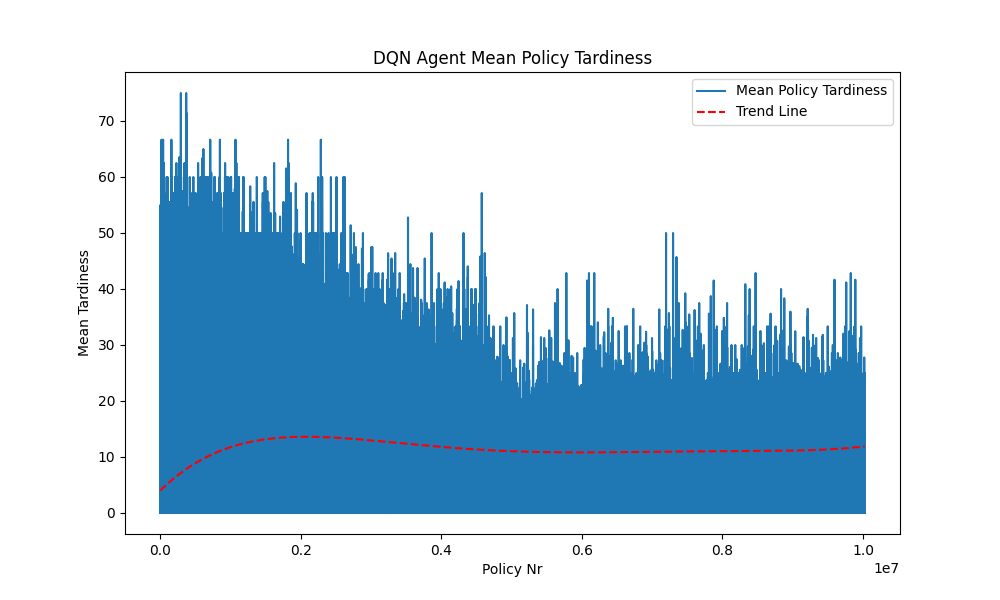 DQN Agent Mean Policy Tardiness
Mean Policy Tardiness
Trend Line
Mean Tardiness
70
60
50
40
30
20
10
0
0.0 0.2 0.4 0.6 0.8 1.0
1e7
Policy Nr